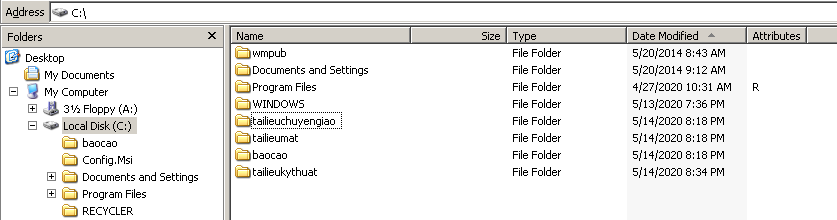 Address C:\
Folders
Desktop
My Documents
My Computer
3½ Floppy (A:)
Local Disk (C:)
baocao
Config.Msi
Documents and Settings
Program Files
RECYCLER
Name Size Type Date Modified Attributes
wmpub File Folder 5/20/2014 8:43 AM
Documents and Settings File Folder 5/20/2014 9:12 AM
Program Files File Folder 4/27/2020 10:31 AM R
WINDOWS File Folder 5/13/2020 7:36 PM
tailieuchuyengiao File Folder 5/14/2020 8:18 PM
tailieumat File Folder 5/14/2020 8:18 PM
baocao File Folder 5/14/2020 8:18 PM
tailieukythuat File Folder 5/14/2020 8:34 PM